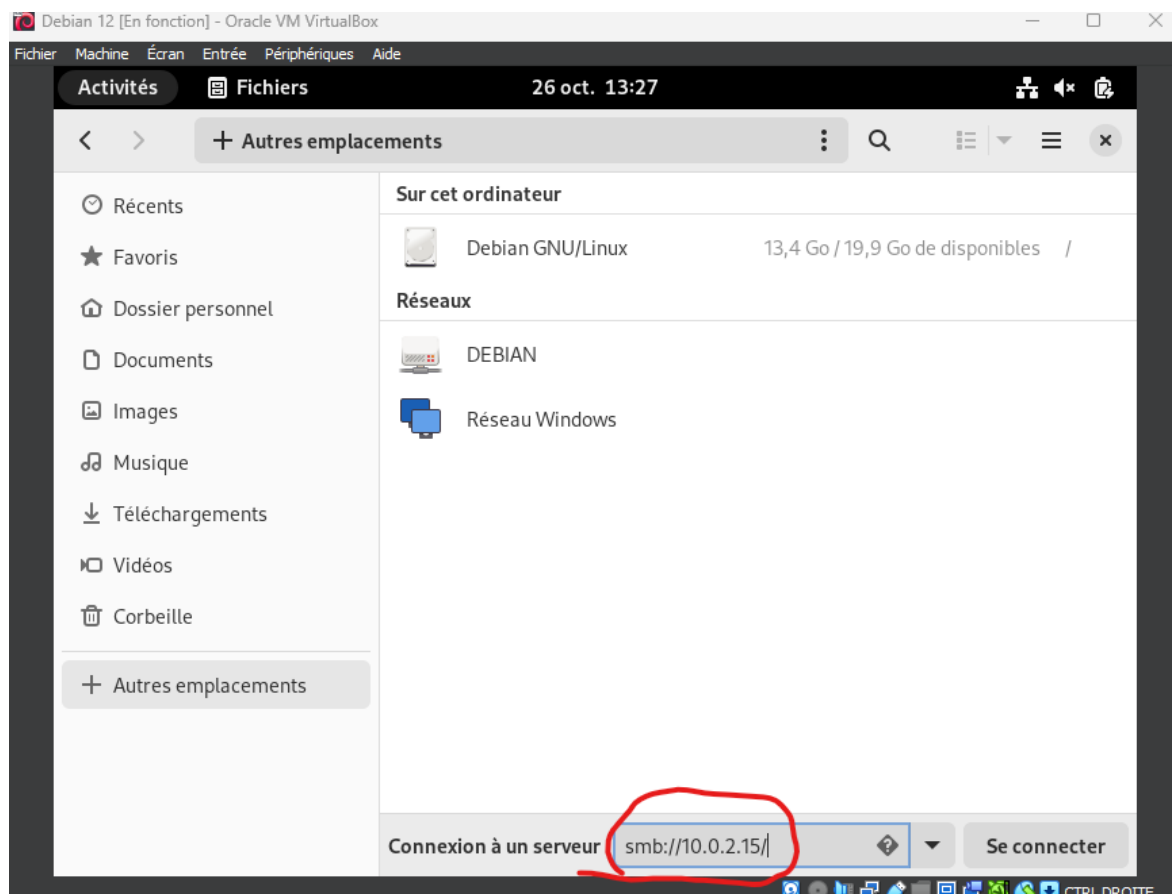 Debian 12 [En fonction] - Oracle VM VirtualBox
Fichier Machine Écran Entrée Périphériques Aide
Activités Fichiers 26 oct. 13:27
Autres emplacements
Récents
Favoris
Dossier personnel
Documents
Images
Musique
Téléchargements
Vidéos
Corbeille
Autres emplacements
Sur cet ordinateur
Debian GNU/Linux 13,4 Go / 19,9 Go de disponibles /
Réseaux
DEBIAN
Réseau Windows
Connexion à un serveur smb://10.0.2.15/ Se connecter
CTRL DROITE